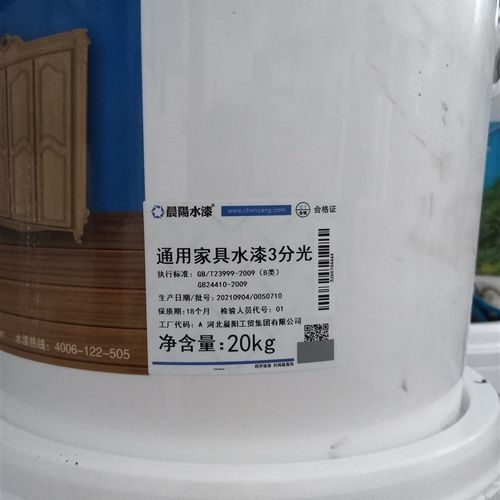 晨陽水漆®
www.chenyang.com
合格
合格证
通用家具水漆3分光
执行标准: GB/T23999-2009 (B类)
GB24410-2009
生产日期/批号: 20210904/0050710
保质期: 18个月 检验人员代号: 01
工厂代码: A 河北晨阳工贸集团有限公司
净含量: 20kg
水漆热线: 4006-122-505